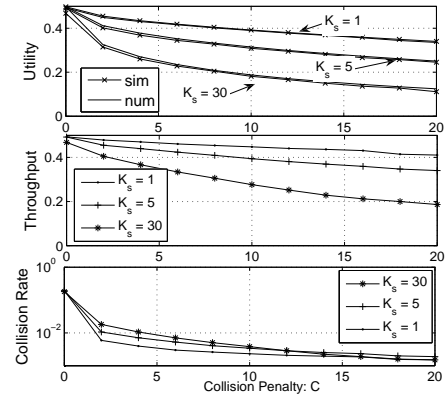 0.4
0.2
0
Utility
K_s = 1
K_s = 5
K_s = 30
sim
num
0 5 10 15 20
0.4
0.2
0
Throughput
K_s = 1
K_s = 5
K_s = 30
0 5 10 15 20
10^0
10^-2
Collision Rate
K_s = 30
K_s = 5
K_s = 1
0 5 10 15 20
Collision Penalty: C